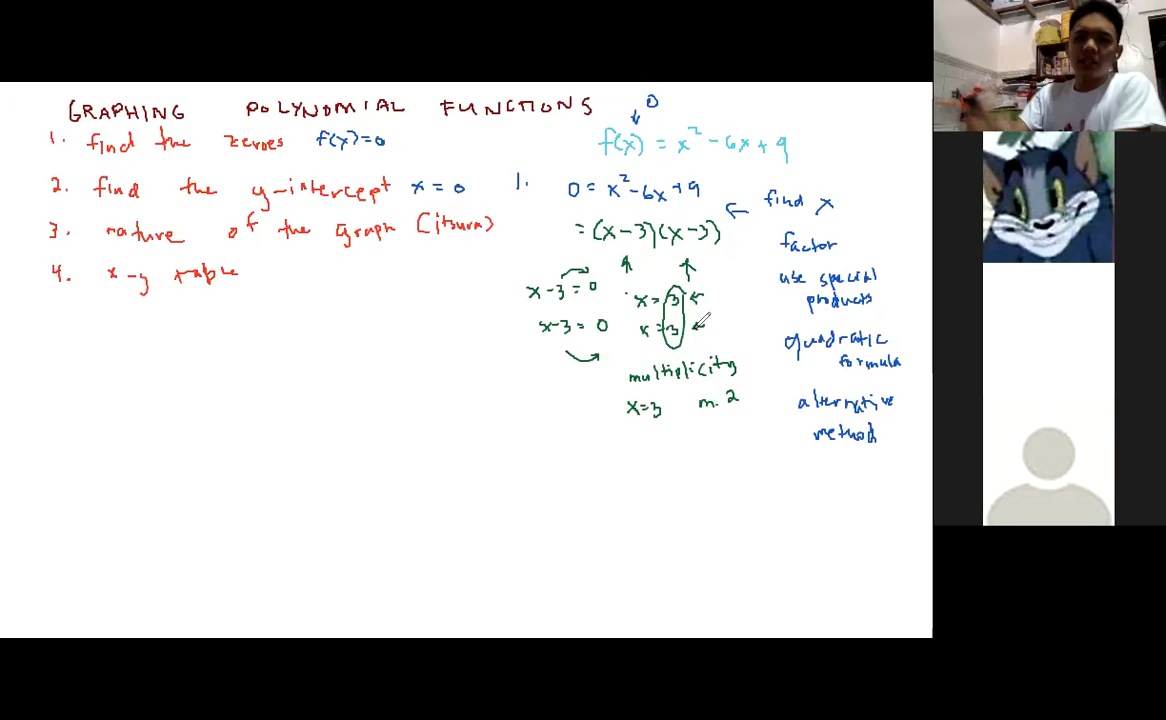 GRAPHING POLYNOMIAL FUNCTIONS
1. find the zeroes f(x)=0
2. find the y-intercept x = 0
3. nature of the graph (itsura)
4. x-y table
0
f(x) = x² - 6x + 9
1. 0 = x² - 6x + 9
= (x - 3)(x - 3)
x - 3 = 0
x = 3
x - 3 = 0
x = 3
multiplicity
x = 3 m. 2
find x
factor
use special
products
quadratic
formula
alternative
method